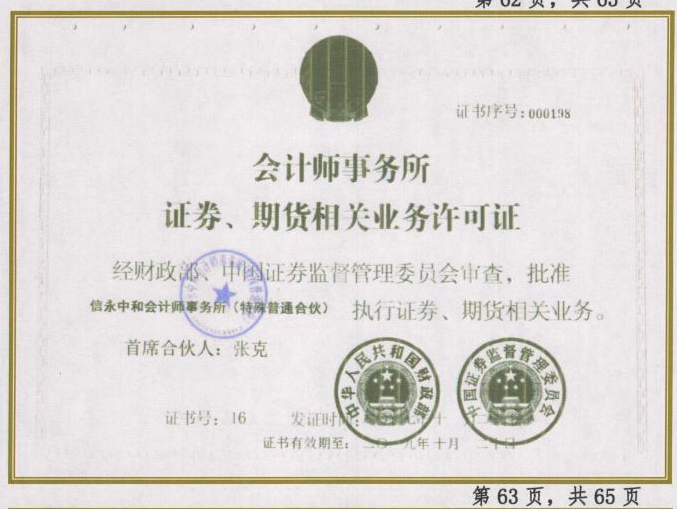 第 62 页，共 65 页
证书序号：000198
会计师事务所
证券、期货相关业务许可证
经财政部、中国证券监督管理委员会审查，批准
信永中和会计师事务所（特殊普通合伙） 执行证券、期货相关业务。
首席合伙人：张克
中华人民共和国财政部
中国证券监督管理委员会
证书号：16 发证时间：
证书有效期至：二〇一九年十月二十日
第 63 页，共 65 页